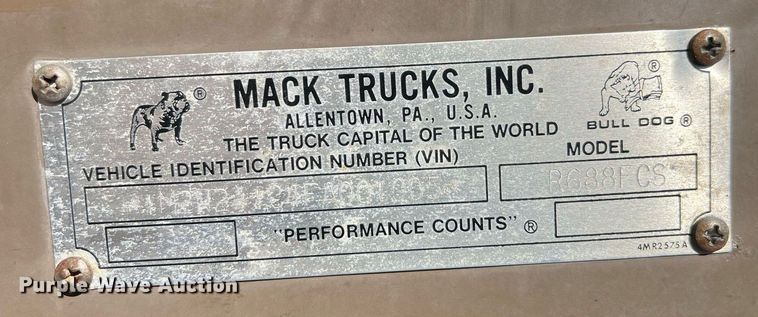 MACK TRUCKS, INC.
ALLENTOWN, PA., U.S.A.
THE TRUCK CAPITAL OF THE WORLD
®
BULL DOG ®
VEHICLE IDENTIFICATION NUMBER (VIN)
MODEL
R688FCS
"PERFORMANCE COUNTS" ®
4MR2575A
Purple Wave Auction